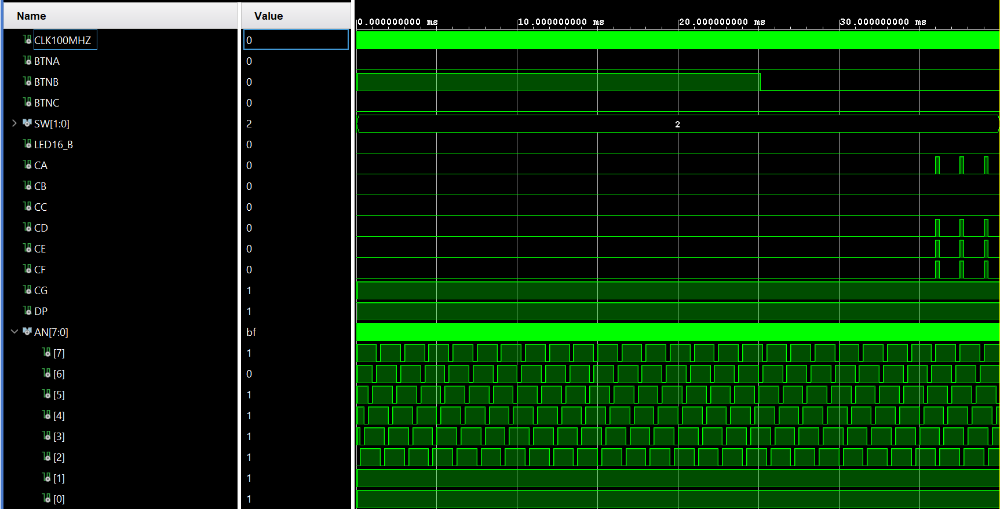 Name Value
0.000000000 ms 10.000000000 ms 20.000000000 ms 30.000000000 ms
CLK100MHZ 0
BTNA 0
BTNB 0
BTNC 0
SW[1:0] 2 2
LED16_B 0
CA 0
CB 0
CC 0
CD 0
CE 0
CF 0
CG 1
DP 1
AN[7:0] bf
[7] 1
[6] 0
[5] 1
[4] 1
[3] 1
[2] 1
[1] 1
[0] 1